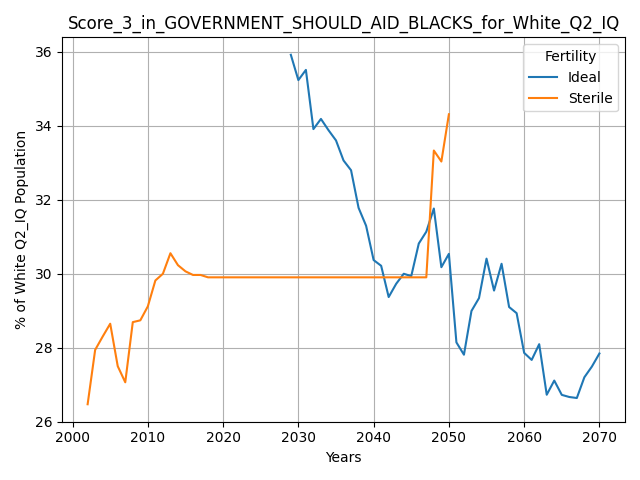 Score_3_in_GOVERNMENT_SHOULD_AID_BLACKS_for_White_Q2_IQ
Fertility
Ideal
Sterile
% of White Q2_IQ Population
36
34
32
30
28
26
2000
2010
2020
2030
2040
2050
2060
2070
Years